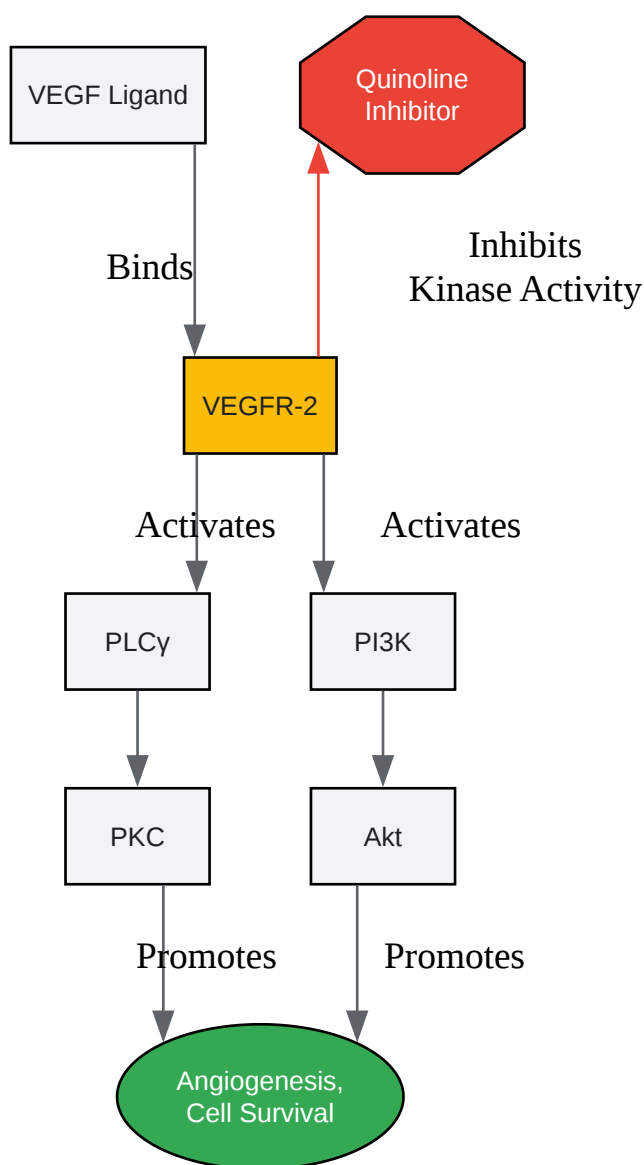 VEGF Ligand
Quinoline
Inhibitor
Binds
Inhibits
Kinase Activity
VEGFR-2
Activates
Activates
PLCγ
PI3K
PKC
Akt
Promotes
Promotes
Angiogenesis,
Cell Survival